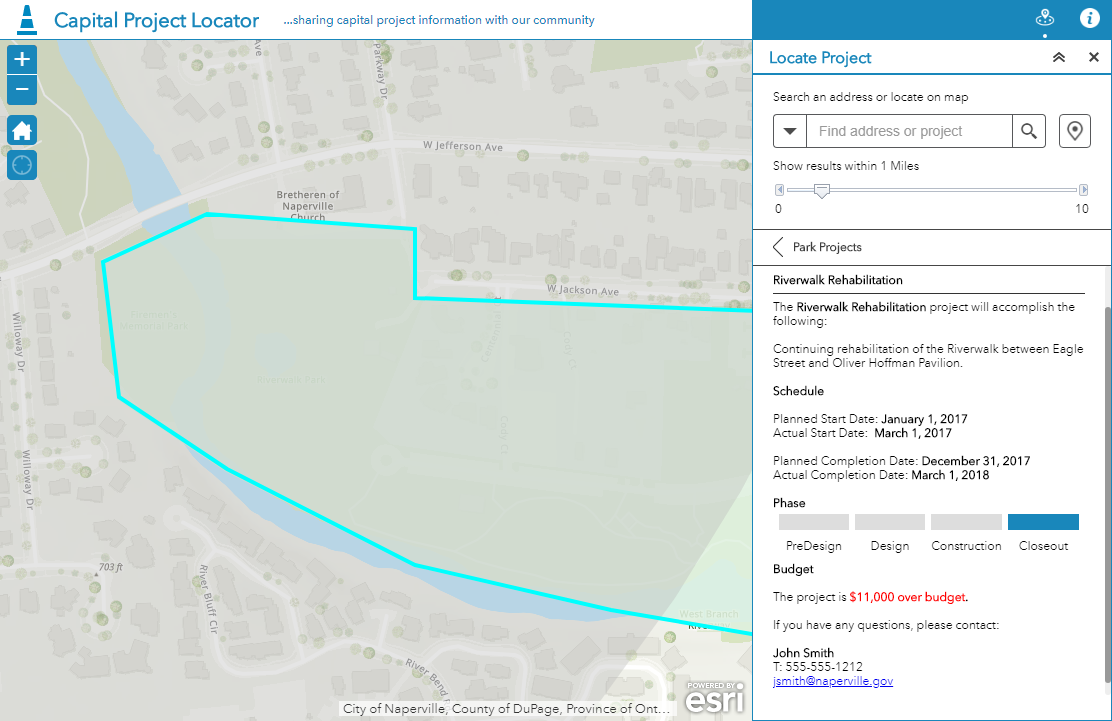 Capital Project Locator
...sharing capital project information with our community
Locate Project
Search an address or locate on map
Find address or project
Show results within 1 Miles
0
10
Park Projects
Riverwalk Rehabilitation
The Riverwalk Rehabilitation project will accomplish the
following:
Continuing rehabilitation of the Riverwalk between Eagle
Street and Oliver Hoffman Pavilion.
Schedule
Planned Start Date: January 1, 2017
Actual Start Date: March 1, 2017
Planned Completion Date: December 31, 2017
Actual Completion Date: March 1, 2018
Phase
PreDesign
Design
Construction
Closeout
Budget
The project is $11,000 over budget.
If you have any questions, please contact:
John Smith
T: 555-555-1212
jsmith@naperville.gov
Ave
Parkway Dr
W Jefferson Ave
Bretheren of
Naperville
Church
W Jackson Ave
Willoway Dr
Memorial Park
Riverwalk Park
Willoway Dr
703 ft
River Bluff Cir
River Bend
West Branch
City of Naperville, County of DuPage, Province of Ont...
POWERED BY
esri